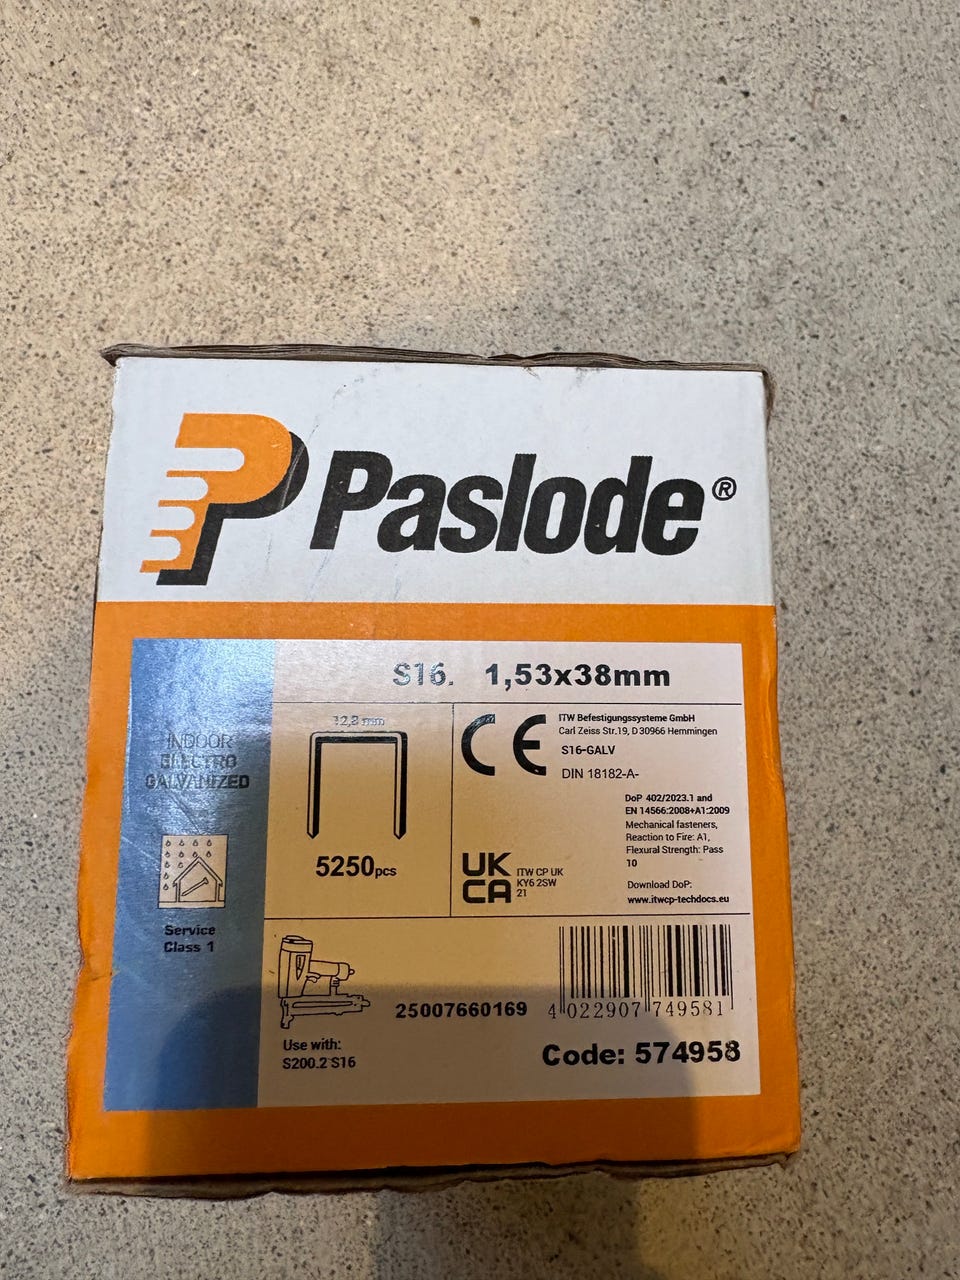 Paslode®
S16. 1,53x38mm
INDOOR
ELECTRO
GALVANIZED
Service
Class 1
12,8 mm
5250pcs
CE
ITW Befestigungssysteme GmbH
Carl Zeiss Str.19, D 30966 Hemmingen
S16-GALV
DIN 18182-A-
DoP 402/2023.1 and
EN 14566:2008+A1:2009
Mechanical fasteners,
Reaction to Fire: A1,
Flexural Strength: Pass
10
UK
CA
ITW CP UK
KY6 2SW
21
Download DoP:
www.itwcp-techdocs.eu
Use with:
S200.2 S16
25007660169
4 022907 749581
Code: 574958